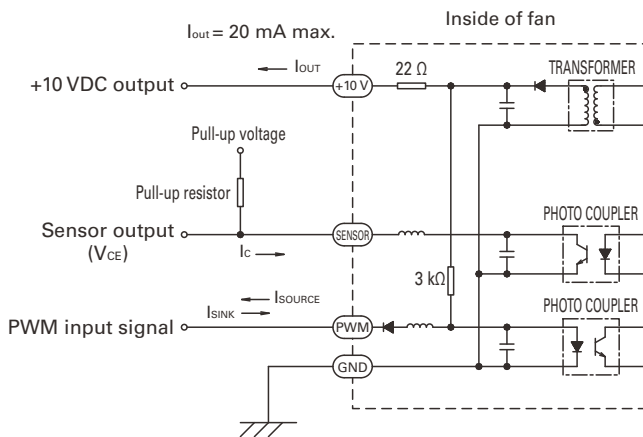 Inside of fan
Iout = 20 mA max.
IOUT
+10 VDC output
+10 V
22 Ω
TRANSFORMER
Pull-up voltage
Pull-up resistor
PHOTO COUPLER
Sensor output
(VCE)
IC
SENSOR
3 kΩ
ISOURCE
ISINK
PHOTO COUPLER
PWM input signal
PWM
GND